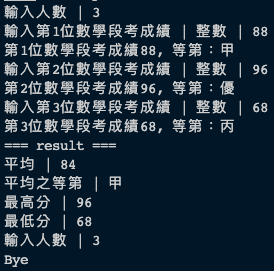 輸入人數 | 3
輸入第1位數學段考成績 | 整數 | 88
第1位數學段考成績88, 等第：甲
輸入第2位數學段考成績 | 整數 | 96
第2位數學段考成績96, 等第：優
輸入第3位數學段考成績 | 整數 | 68
第3位數學段考成績68, 等第：丙
=== result ===
平均 | 84
平均之等第 | 甲
最高分 | 96
最低分 | 68
輸入人數 | 3
Bye